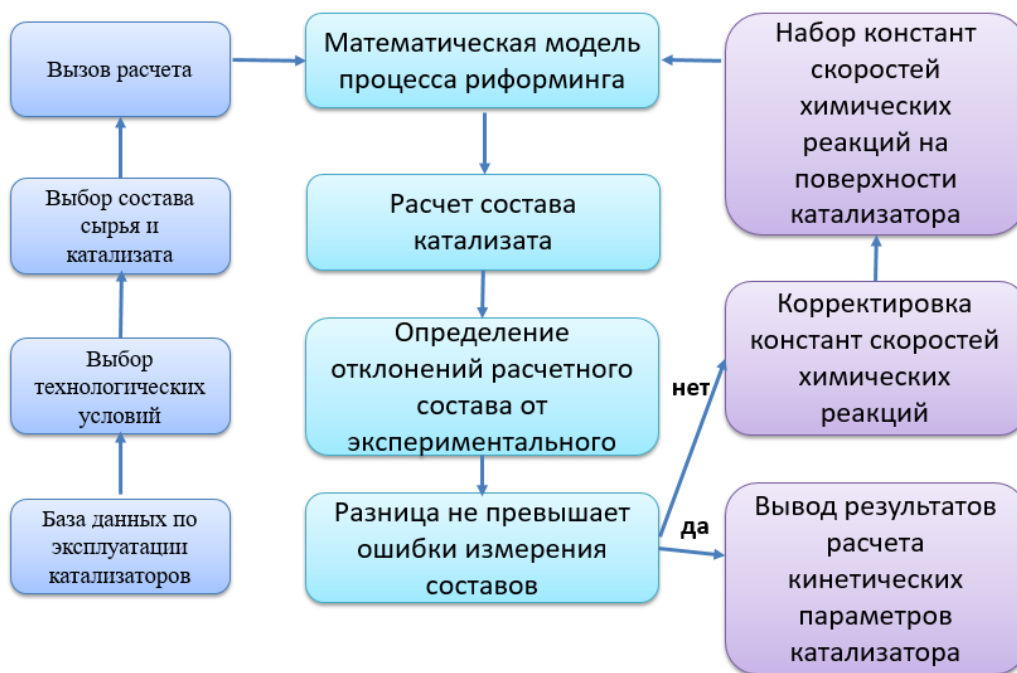 Вызов расчета
Выбор состава
сырья и
катализата
Выбор
технологических
условий
База данных по
эксплуатации
катализаторов
Математическая модель
процесса риформинга
Расчет состава
катализата
Определение
отклонений расчетного
состава от
экспериментального
Разница не превышает
ошибки измерения
составов
нет
да
Набор констант
скоростей
химических
реакций на
поверхности
катализатора
Корректировка
констант скоростей
химических
реакций
Вывод результатов
расчета
кинетических
параметров
катализатора